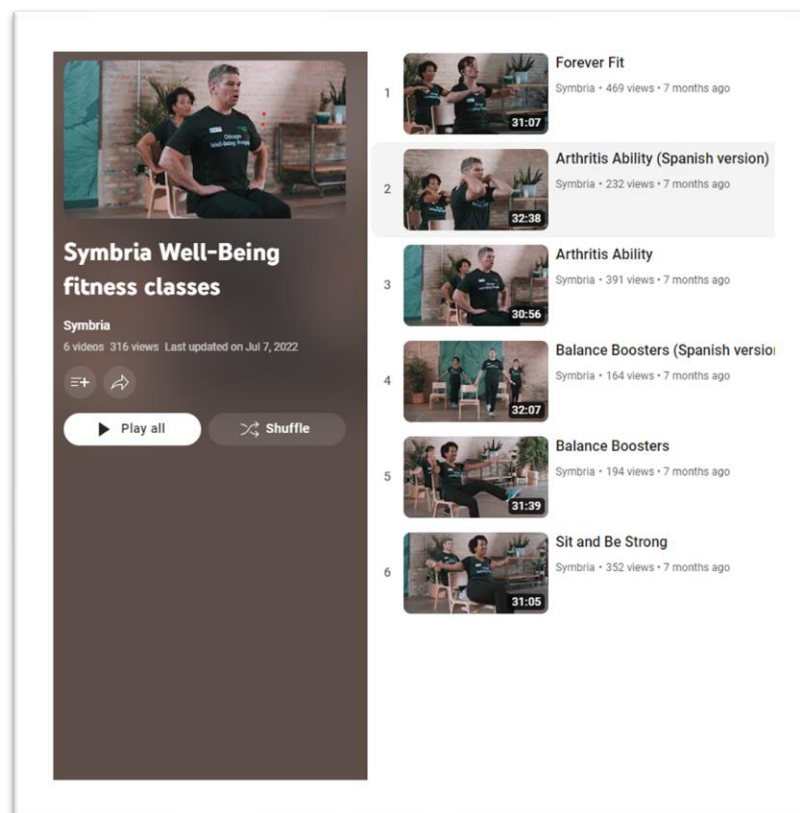 Symbria Well-Being
fitness classes
Symbria
6 videos 316 views Last updated on Jul 7, 2022
Play all
Shuffle
1
31:07
Forever Fit
Symbria • 469 views • 7 months ago
2
32:38
Arthritis Ability (Spanish version)
Symbria • 232 views • 7 months ago
3
30:56
Arthritis Ability
Symbria • 391 views • 7 months ago
4
32:07
Balance Boosters (Spanish versio
Symbria • 164 views • 7 months ago
5
31:39
Balance Boosters
Symbria • 194 views • 7 months ago
6
31:05
Sit and Be Strong
Symbria • 352 views • 7 months ago